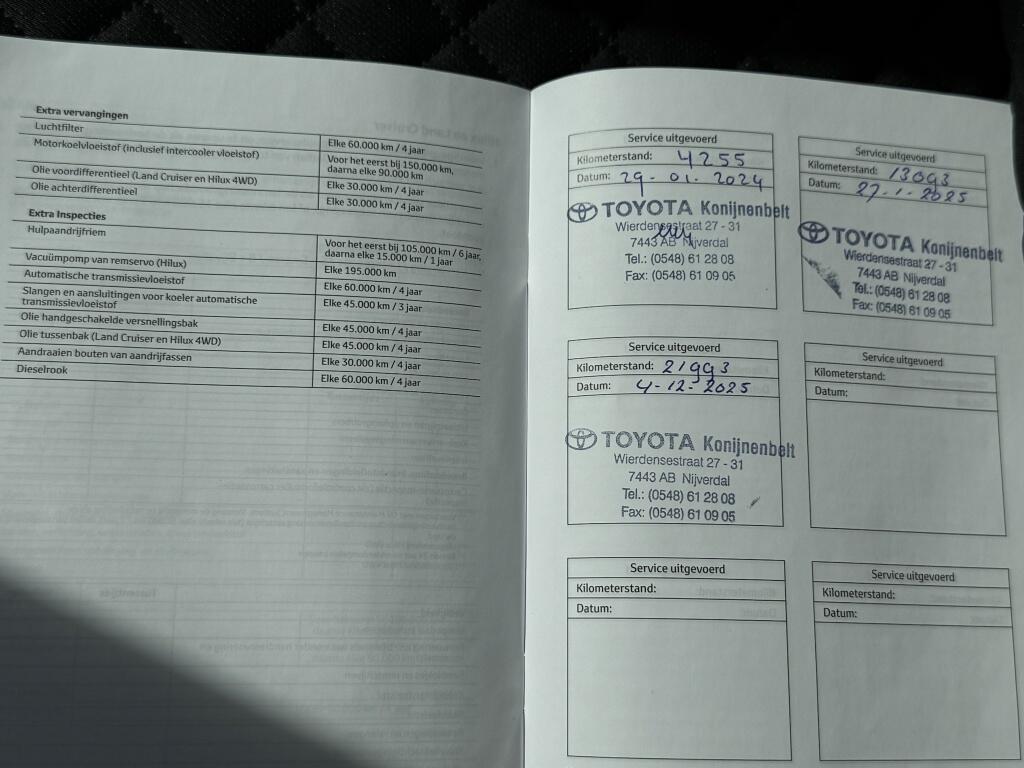 Extra vervangingen
Luchtfilter Elke 60.000 km / 4 jaar
Motorkoelvloeistof (inclusief intercooler vloeistof) Voor het eerst bij 150.000 km,
daarna elke 90.000 km
Olie voordifferentieel (Land Cruiser en Hilux 4WD) Elke 30.000 km / 4 jaar
Olie achterdifferentieel Elke 30.000 km / 4 jaar
Extra Inspecties
Hulpaandrijfriem Voor het eerst bij 105.000 km / 6 jaar,
daarna elke 15.000 km / 1 jaar
Vacuümpomp van remservo (Hilux) Elke 195.000 km
Automatische transmissievloeistof Elke 60.000 km / 4 jaar
Slangen en aansluitingen voor koeler automatische
transmissievloeistof Elke 45.000 km / 3 jaar
Olie handgeschakelde versnellingsbak Elke 45.000 km / 4 jaar
Olie tussenbak (Land Cruiser en Hilux 4WD) Elke 45.000 km / 4 jaar
Aandraaien bouten van aandrijfassen Elke 30.000 km / 4 jaar
Dieselrook Elke 60.000 km / 4 jaar
Service uitgevoerd
Kilometerstand: 4255
Datum: 29-01-2024
TOYOTA Konijnenbelt
Wierdensestraat 27 - 31
7443 AB Nijverdal
Tel.: (0548) 61 28 08
Fax: (0548) 61 09 05
Service uitgevoerd
Kilometerstand: 13093
Datum: 27-1-2025
TOYOTA Konijnenbelt
Wierdensestraat 27 - 31
7443 AB Nijverdal
Tel.: (0548) 61 28 08
Fax: (0548) 61 09 05
Service uitgevoerd
Kilometerstand: 21993
Datum: 4-12-2025
TOYOTA Konijnenbelt
Wierdensestraat 27 - 31
7443 AB Nijverdal
Tel.: (0548) 61 28 08
Fax: (0548) 61 09 05
Service uitgevoerd
Kilometerstand:
Datum:
Service uitgevoerd
Kilometerstand:
Datum:
Service uitgevoerd
Kilometerstand:
Datum: